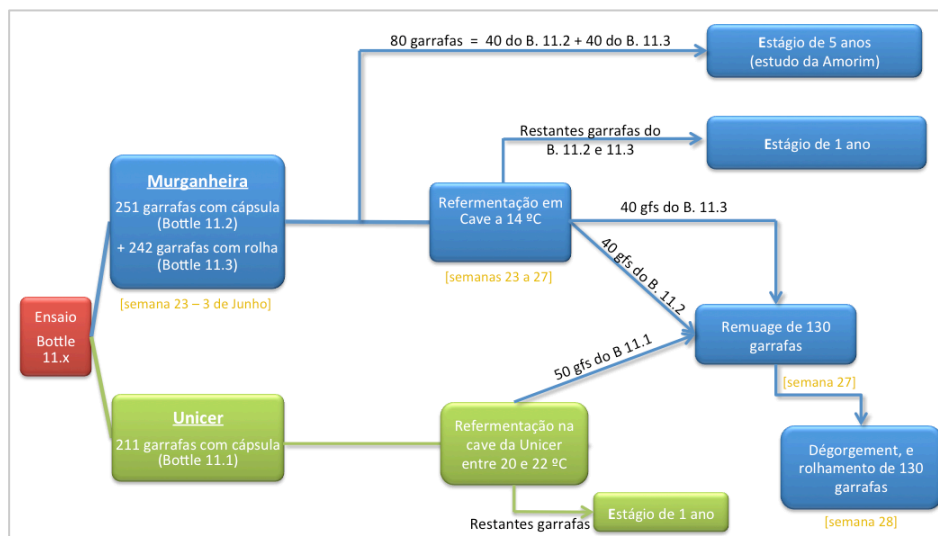 80 garrafas = 40 do B. 11.2 + 40 do B. 11.3
Estágio de 5 anos
(estudo da Amorim)
Restantes garrafas do
B. 11.2 e 11.3
Estágio de 1 ano
Murganheira
251 garrafas com cápsula
(Bottle 11.2)
+ 242 garrafas com rolha
(Bottle 11.3)
[semana 23 – 3 de Junho]
Refermentação em
Cave a 14 ºC
[semanas 23 a 27]
40 gfs do B. 11.3
40 gfs do B. 11.2
50 gfs do B 11.1
Ensaio
Bottle
11.x
Remuage de 130
garrafas
[semana 27]
Unicer
211 garrafas com cápsula
(Bottle 11.1)
Refermentação na
cave da Unicer
entre 20 e 22 ºC
Dégorgement, e
rolhamento de 130
garrafas
[semana 28]
Restantes garrafas
Estágio de 1 ano